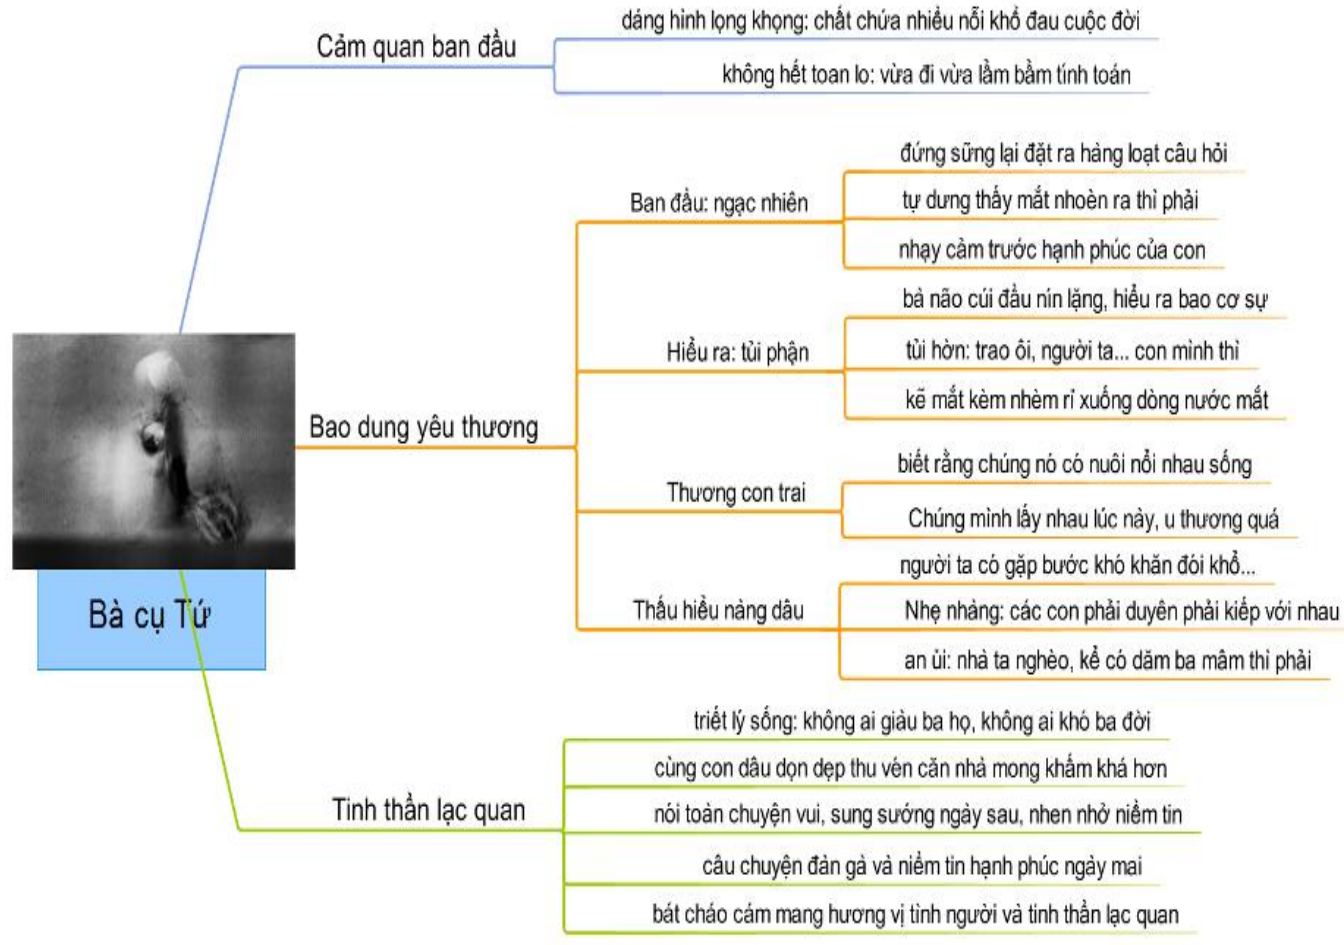 Cảm quan ban đầu
dáng hình lọng khọng: chất chứa nhiều nỗi khổ đau cuộc đời
không hết toan lo: vừa đi vừa lầm bầm tính toán
Bao dung yêu thương
Ban đầu: ngạc nhiên
đứng sững lại đặt ra hàng loạt câu hỏi
tự dưng thấy mắt nhoèn ra thì phải
nhạy cảm trước hạnh phúc của con
Hiểu ra: tủi phận
bà não cúi đầu nín lặng, hiểu ra bao cơ sự
tủi hờn: trao ôi, người ta... con mình thì
kẽ mắt kèm nhèm rỉ xuống dòng nước mắt
Thương con trai
biết rằng chúng nó có nuôi nổi nhau sống
Chúng mình lấy nhau lúc này, u thương quá
Thấu hiểu nàng dâu
người ta có gặp bước khó khăn đói khổ...
Nhẹ nhàng: các con phải duyên phải kiếp với nhau
an ủi: nhà ta nghèo, kể có dăm ba mâm thì phải
Bà cụ Tứ
Tinh thần lạc quan
triết lý sống: không ai giàu ba họ, không ai khó ba đời
cùng con dâu dọn dẹp thu vén căn nhà mong khấm khá hơn
nói toàn chuyện vui, sung sướng ngày sau, nhen nhở niềm tin
câu chuyện đàn gà và niềm tin hạnh phúc ngày mai
bát cháo cám mang hương vị tình người và tinh thần lạc quan